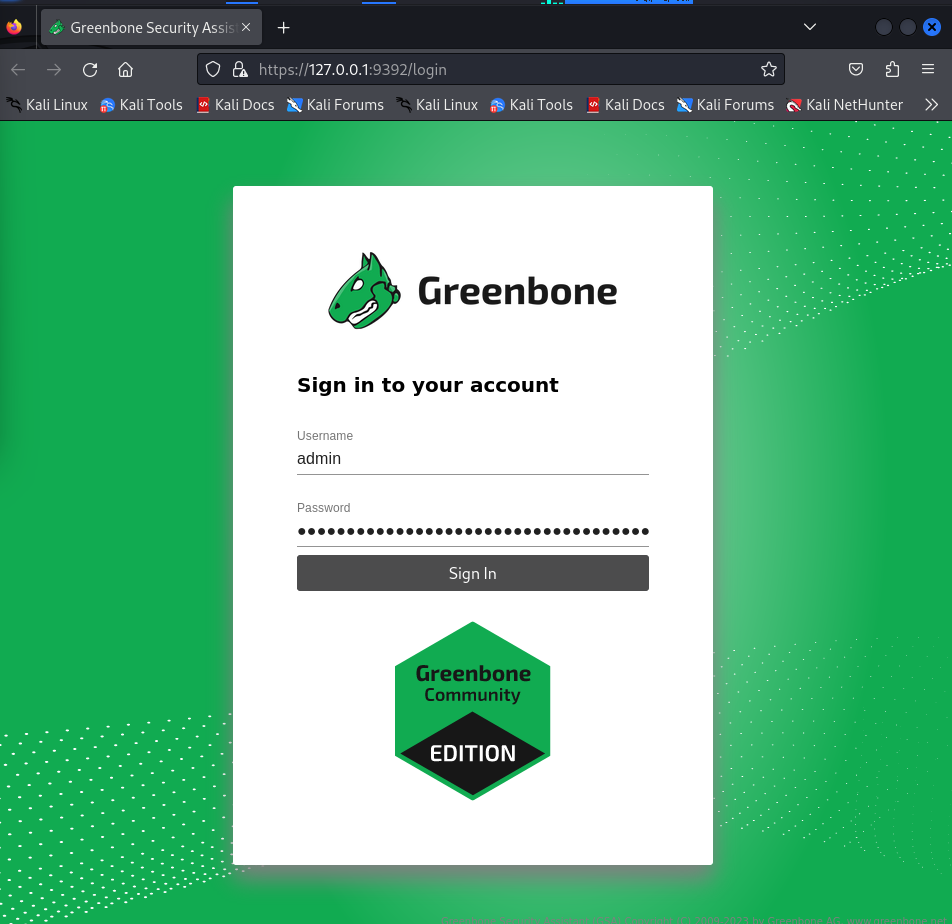 Greenbone Security Assis
https://127.0.0.1:9392/login
Kali Linux Kali Tools Kali Docs Kali Forums Kali Linux Kali Tools Kali Docs Kali Forums Kali NetHunter
Greenbone
Sign in to your account
Username
admin
Password
Sign In
Greenbone
Community
EDITION